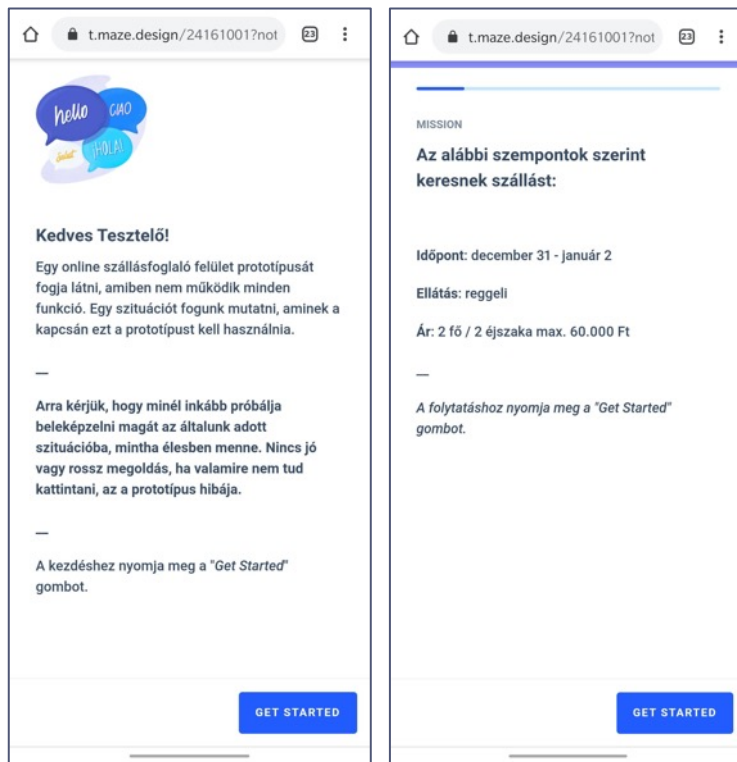 t.maze.design/24161001?not
23
hello
CIAO
Salut
¡HOLA!
Kedves Tesztelő!
Egy online szállásfoglaló felület prototípusát
fogja látni, amiben nem működik minden
funkció. Egy szituációt fogunk mutatni, aminek a
kapcsán ezt a prototípust kell használnia.
—
Arra kérjük, hogy minél inkább próbálja
beleképzelni magát az általunk adott
szituációba, mintha élesben menne. Nincs jó
vagy rossz megoldás, ha valamire nem tud
kattintani, az a prototípus hibája.
—
A kezdéshez nyomja meg a "Get Started"
gombot.
GET STARTED
t.maze.design/24161001?not
23
MISSION
Az alábbi szempontok szerint
keresnek szállást:
Időpont: december 31 - január 2
Ellátás: reggeli
Ár: 2 fő / 2 éjszaka max. 60.000 Ft
—
A folytatáshoz nyomja meg a "Get Started"
gombot.
GET STARTED